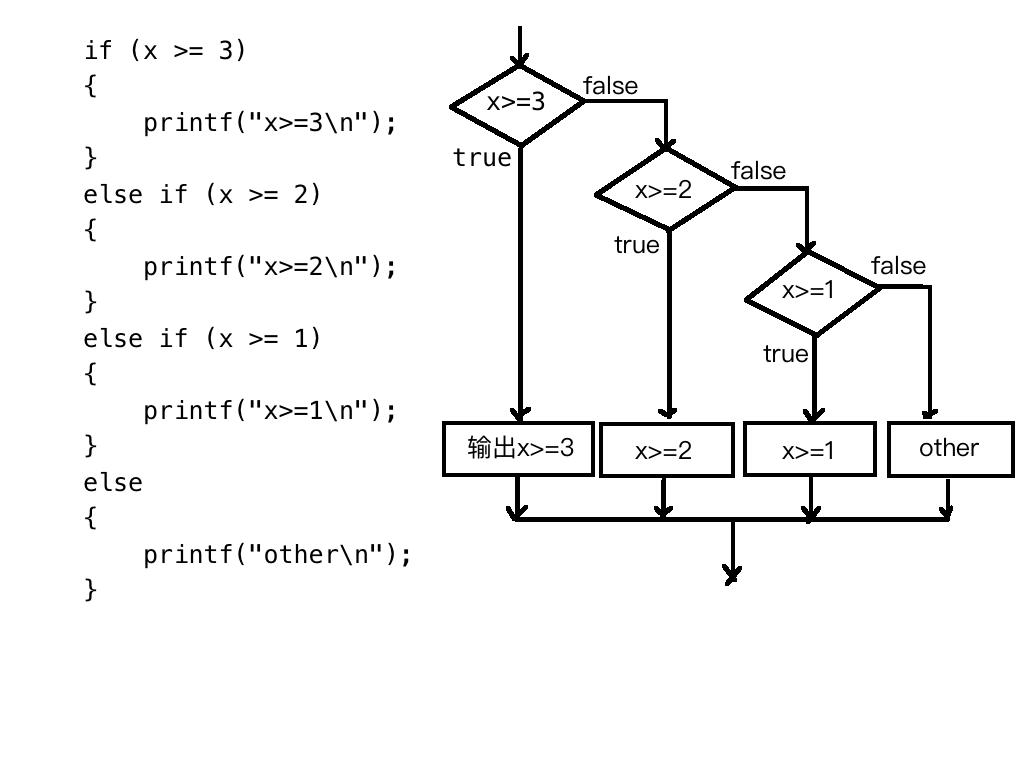 if (x >= 3)
{
    printf("x>=3\n");
}
else if (x >= 2)
{
    printf("x>=2\n");
}
else if (x >= 1)
{
    printf("x>=1\n");
}
else
{
    printf("other\n");
}
x>=3
false
true
x>=2
false
true
x>=1
false
true
输出x>=3
x>=2
x>=1
other